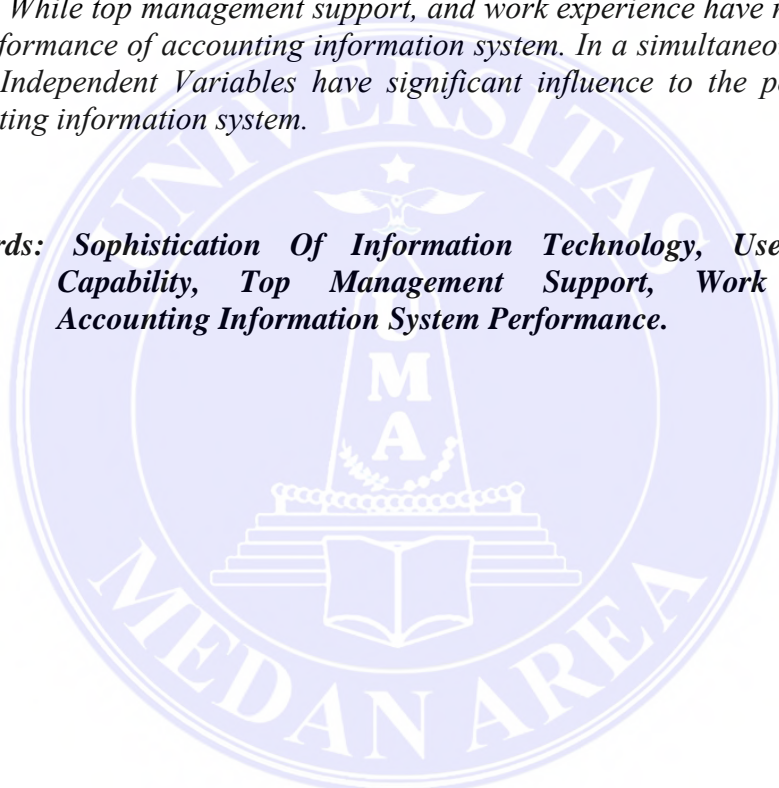 While top management support, and work experience have n
formance of accounting information system. In a simultaneo
Independent Variables have significant influence to the p
ting information system.
rds: Sophistication Of Information Technology, Use
Capability, Top Management Support, Work
Accounting Information System Performance.
UNIVERSITAS
UMA
MEDAN AREA